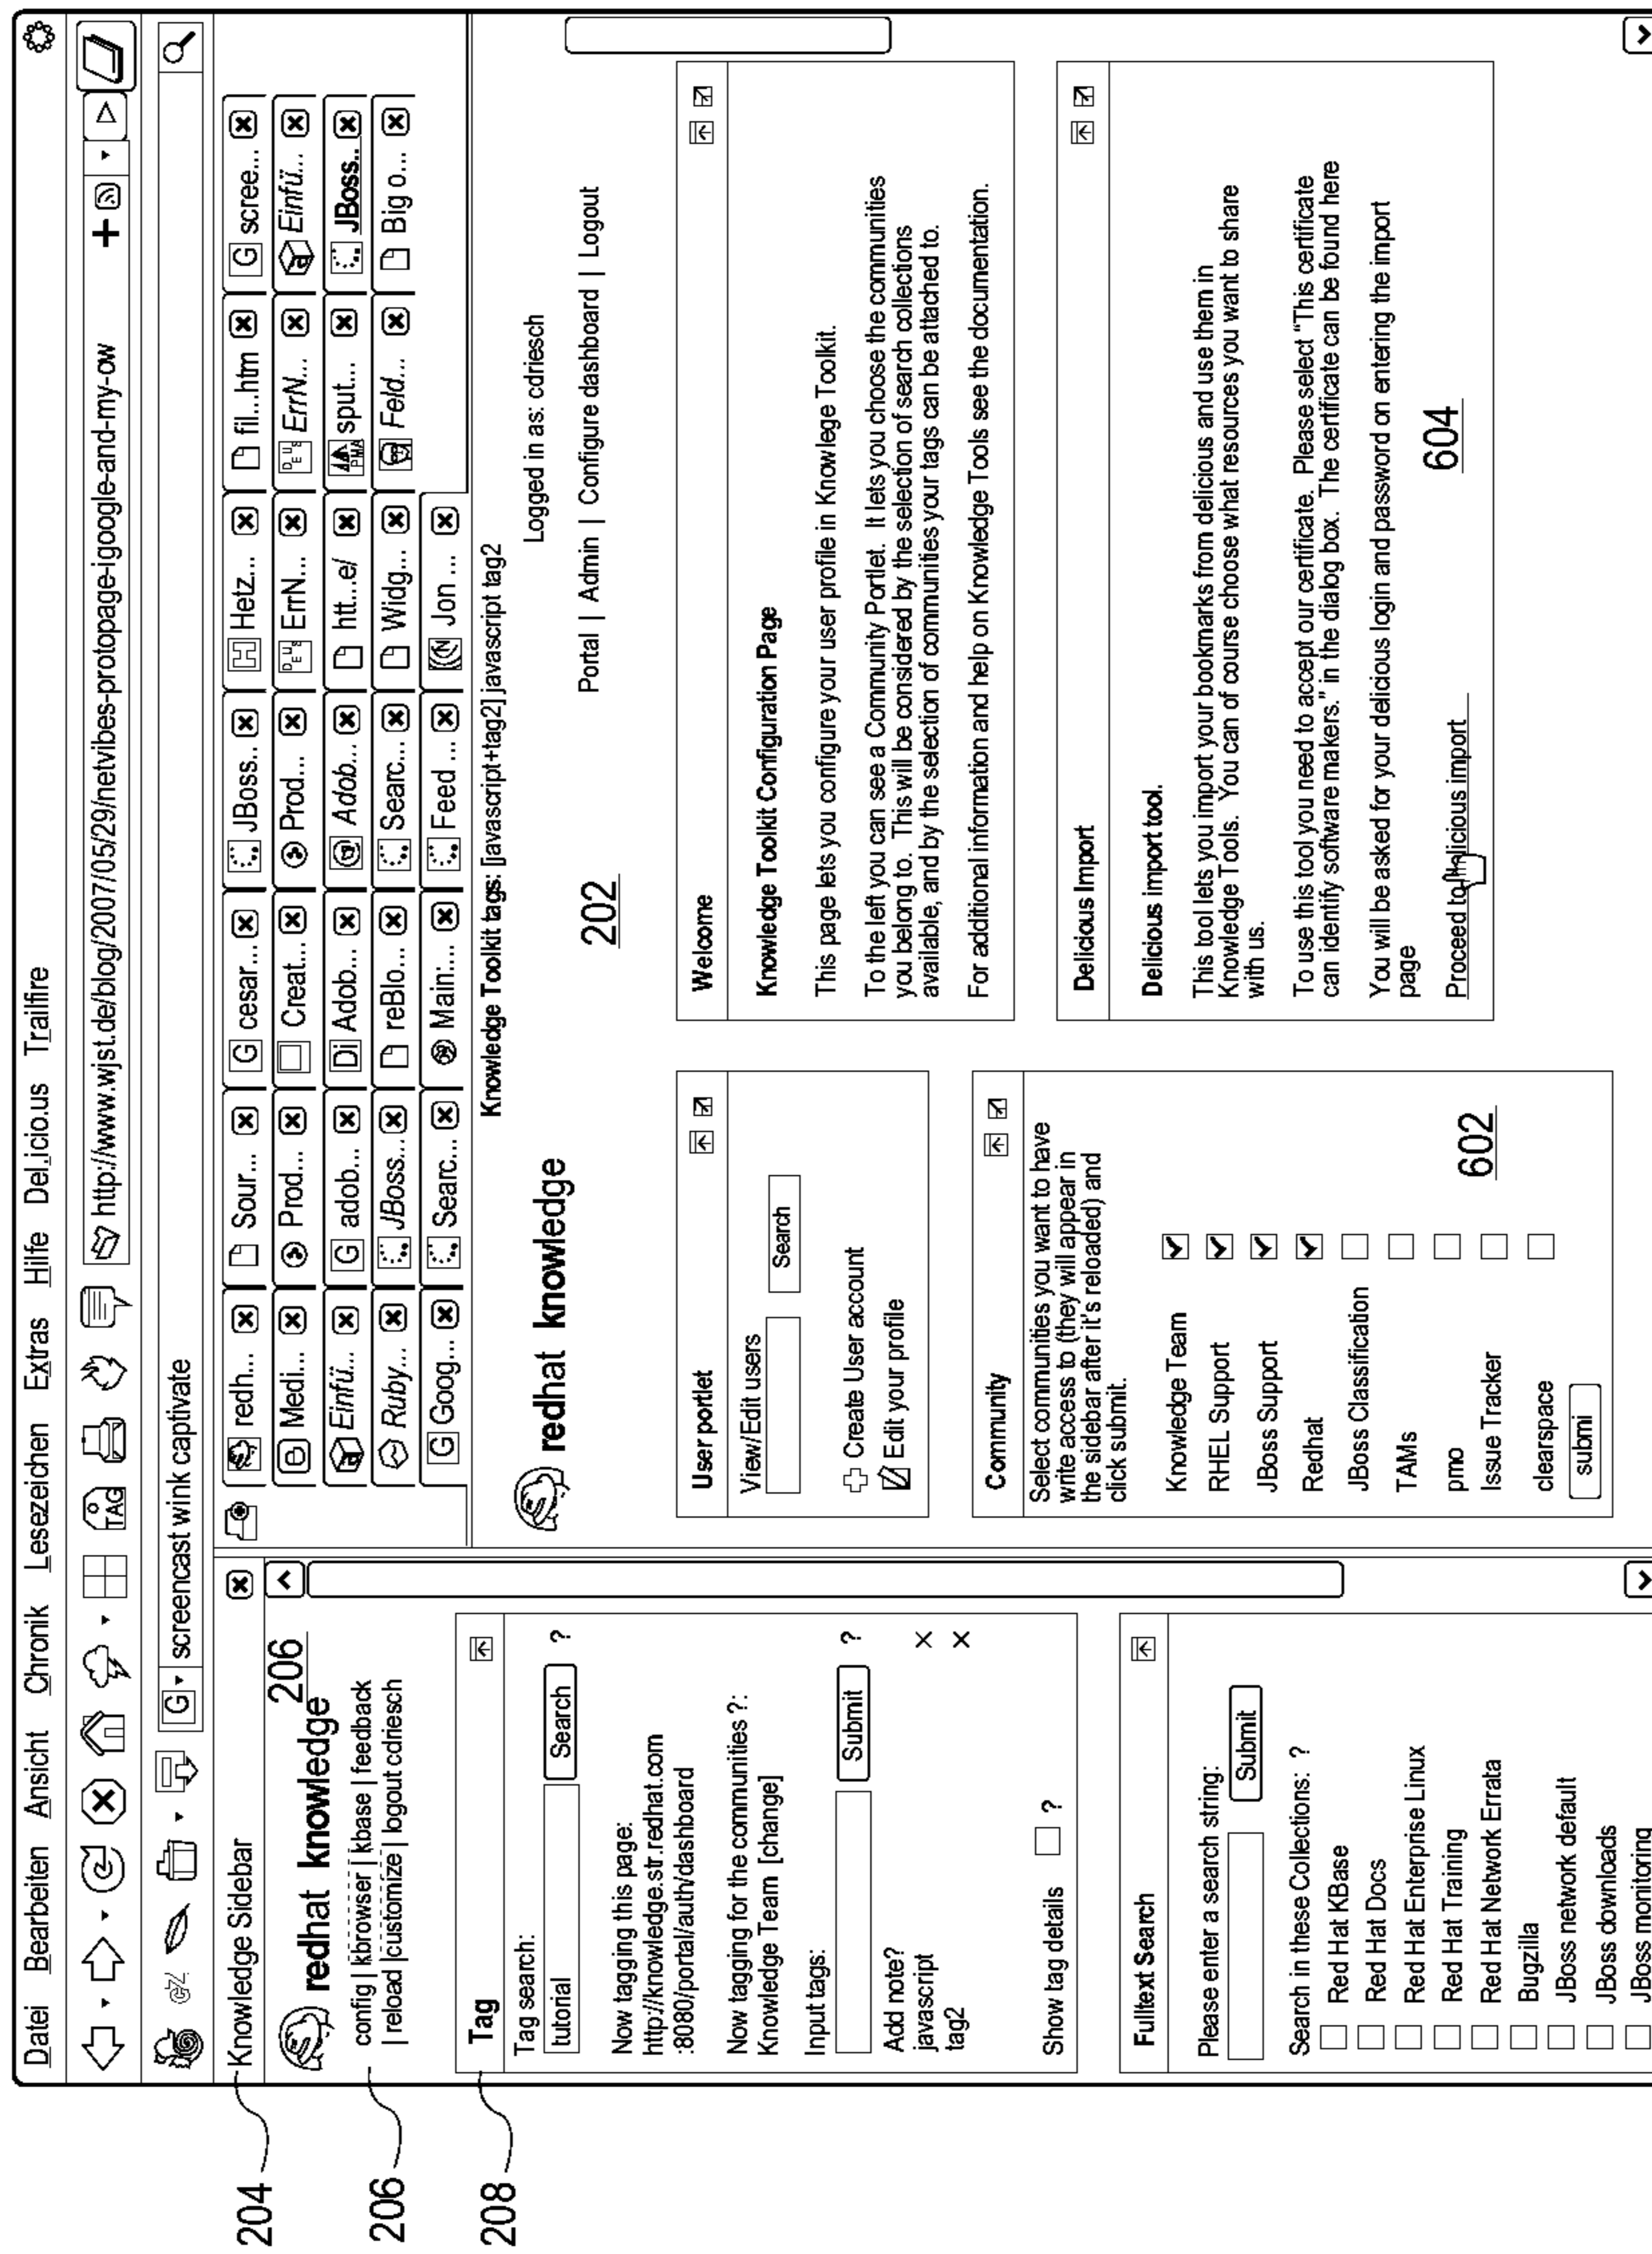 Datei Bearbeiten Ansicht Chronik Lesezeichen Extras Hilfe Del.icio.us Trailfire
TAG
http://www.wjst.de/blog/2007/05/29/netvibes-protopage-igoogle-and-my-ow
G screencast wink captivate
204
Knowledge Sidebar
redhat knowledge
206
206
config | kbrowser | kbase | feedback
| reload |customize | logout cdriesch
208
Tag
Tag search:
tutorial
Search
?
Now tagging this page:
http://knowledge.str.redhat.com
:8080/portal/auth/dashboard
Now tagging for the communities ?:
Knowledge Team [change]
Input tags:
Submit
?
Add note?
javascript
tag2
Show tag details ?
Fulltext Search
Please enter a search string:
Submit
Search in these Collections: ?
Red Hat KBase
Red Hat Docs
Red Hat Enterprise Linux
Red Hat Training
Red Hat Network Errata
Bugzilla
JBoss network default
JBoss downloads
JBoss monitoring
redh... Sour... G cesar... JBoss.. H Hetz... fil...htm G scree...
Medi... Prod... Creat... Prod... ErrN... ErrN... Einfü...
a Einfü... G adob... Di Adob... Adob... htt...e/ PMA sput... JBoss..
Ruby... JBoss... reBlo... Searc... Widg... Feld... Big o...
G Goog... Searc... Main:... Feed ... Jon ...
Knowledge Toolkit tags: [javascript+tag2] javascript tag2
redhat knowledge
Logged in as: cdriesch
202
Portal | Admin | Configure dashboard | Logout
User portlet
View/Edit users
Search
Create User account
Edit your profile
Community
Select communities you want to have
write access to (they will appear in
the sidebar after it's reloaded) and
click submit.
Knowledge Team
RHEL Support
JBoss Support
Redhat
JBoss Classification
TAMs
pmo
Issue Tracker
clearspace
submi
602
Welcome
Knowledge Toolkit Configuration Page
This page lets you configure your user profile in Knowlege Toolkit.
To the left you can see a Community Portlet. It lets you choose the communities
you belong to. This will be considered by the selection of search collections
available, and by the selection of communities your tags can be attached to.
For additional information and help on Knowledge Tools see the documentation.
Delicious Import
Delicious import tool.
This tool lets you import your bookmarks from delicious and use them in
Knowledge Tools. You can of course choose what resources you want to share
with us.
To use this tool you need to accept our certificate. Please select "This certificate
can identify software makers." in the dialog box. The certificate can be found here
You will be asked for your delicious login and password on entering the import
page
Proceed to delicious import
604